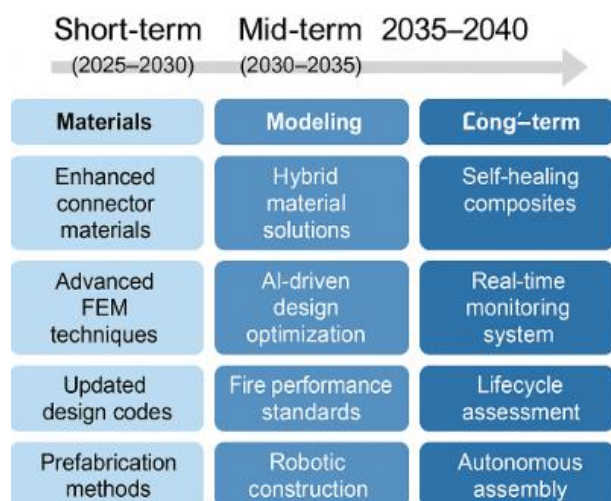 Short-term Mid-term 2035–2040
(2025–2030) (2030–2035)
Materials
Modeling
Long–term
Enhanced
connector
materials
Hybrid
material
solutions
Self-healing
composites
Advanced
FEM
techniques
AI-driven
design
optimization
Real-time
monitoring
system
Updated
design codes
Fire performance
standards
Lifecycle
assessment
Prefabrication
methods
Robotic
construction
Autonomous
assembly